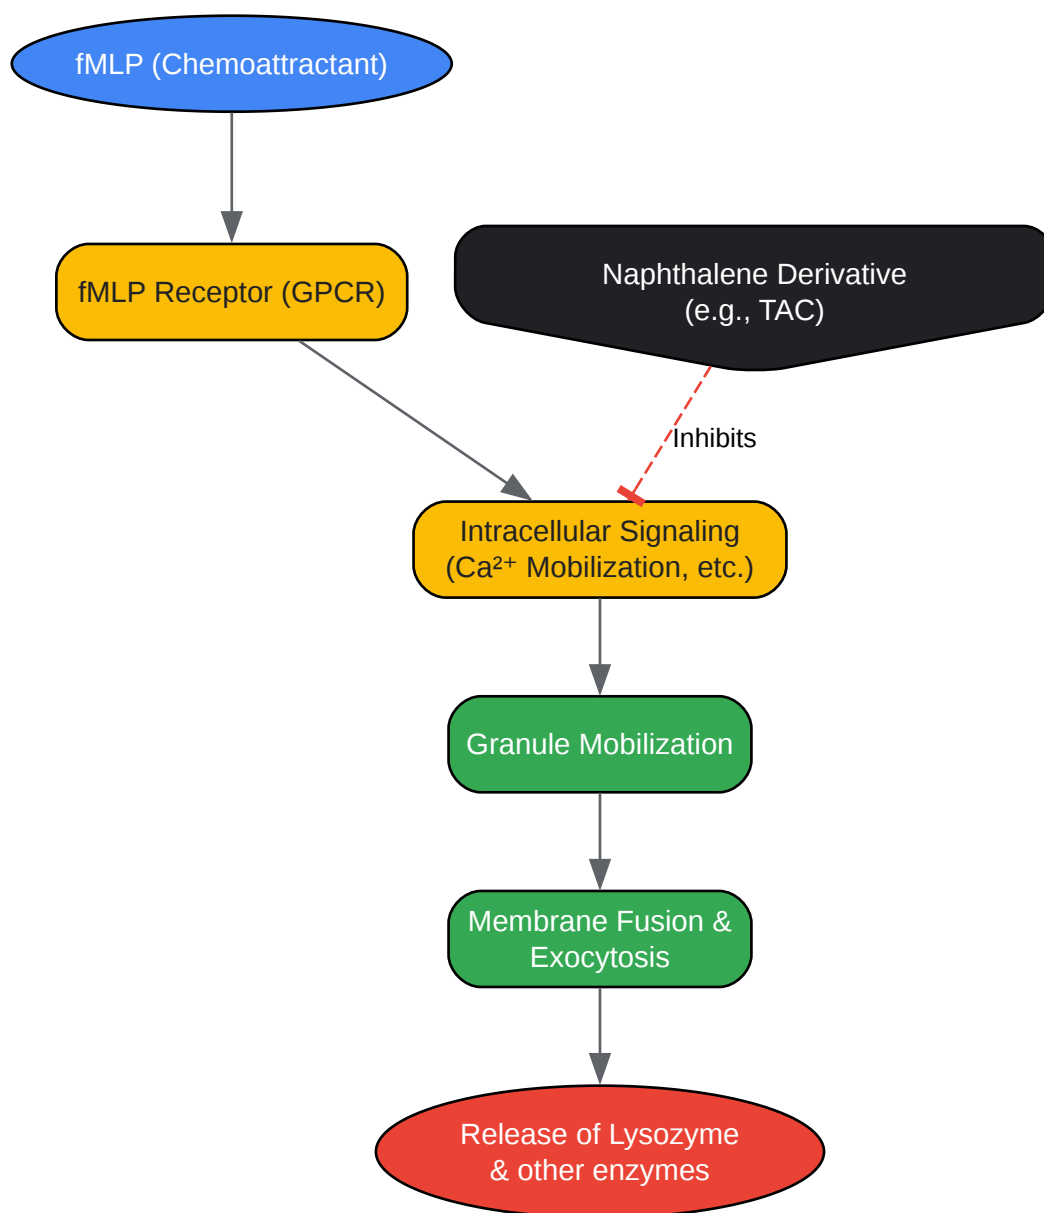 fMLP (Chemoattractant)
fMLP Receptor (GPCR)
Naphthalene Derivative
(e.g., TAC)
Inhibits
Intracellular Signaling
(Ca²⁺ Mobilization, etc.)
Granule Mobilization
Membrane Fusion &
Exocytosis
Release of Lysozyme
& other enzymes